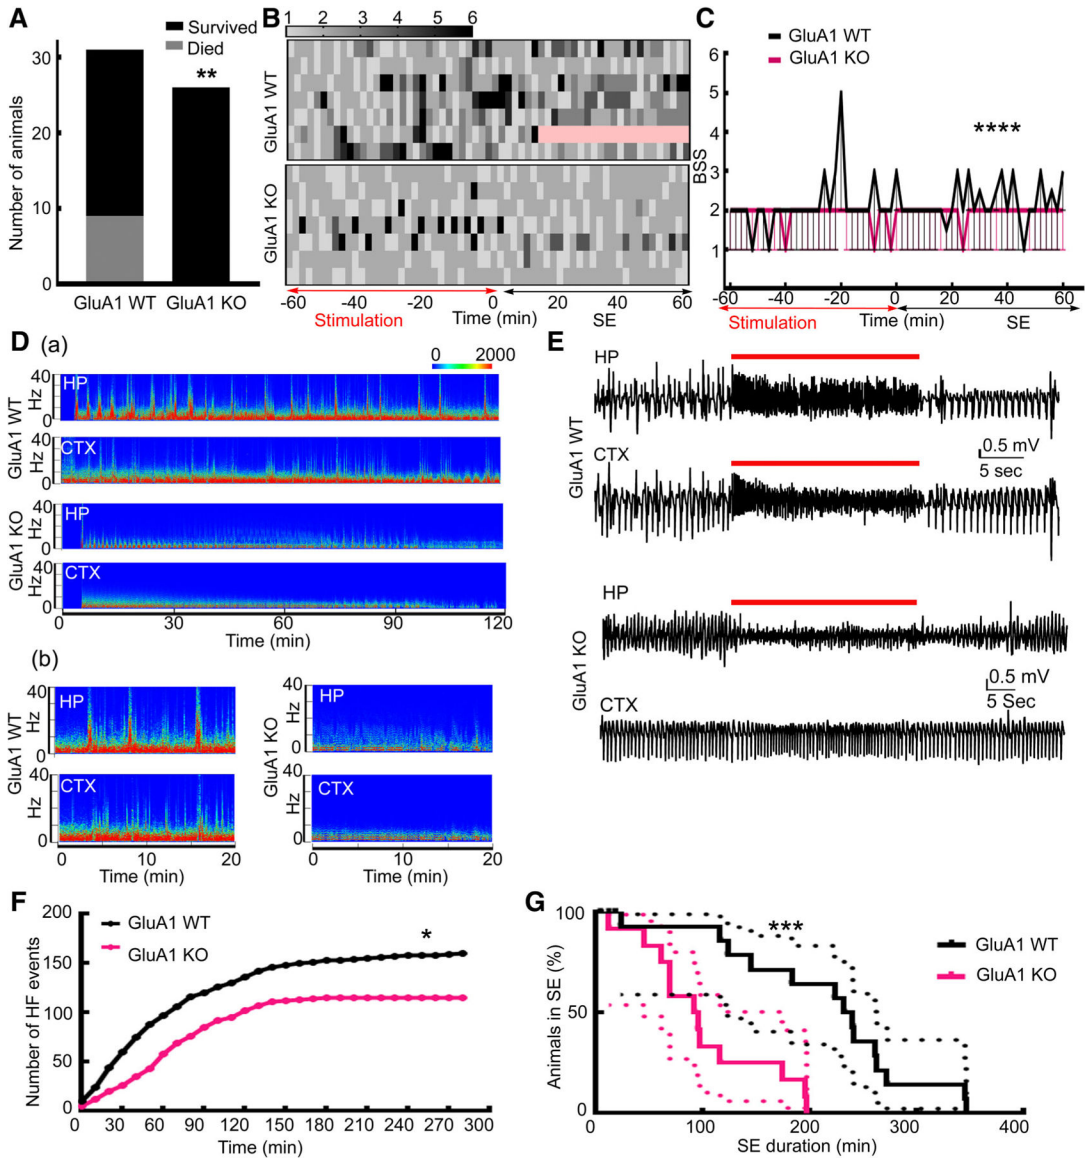 A
Survived
Died
30
20
10
0
**
Number of animals
GluA1 WT GluA1 KO
B
1 2 3 4 5 6
GluA1 WT
GluA1 KO
-60 -40 -20 0 20 40 60
Stimulation Time (min) SE
C
GluA1 WT
GluA1 KO
6
5
4
3
2
1
BSS
****
-60 -40 -20 0 20 40 60
Stimulation Time (min) SE
D (a)
0 2000
GluA1 WT
40 HP
Hz
0
40 CTX
Hz
0
GluA1 KO
40 HP
Hz
0
40 CTX
Hz
0
0 30 60 90 120
Time (min)
(b)
GluA1 WT
40 HP
Hz
0
40 CTX
Hz
0
0 10 20
Time (min)
GluA1 KO
40 HP
Hz
0
40 CTX
Hz
0
0 10 20
Time (min)
E
GluA1 WT
HP
CTX
0.5 mV
5 sec
GluA1 KO
HP
0.5 mV
5 Sec
CTX
F
GluA1 WT
GluA1 KO
200
150
100
50
0
*
Number of HF events
0 30 60 90 120 150 180 210 240 270 300
Time (min)
G
GluA1 WT
GluA1 KO
100
50
0
***
Animals in SE (%)
0 100 200 300 400
SE duration (min)